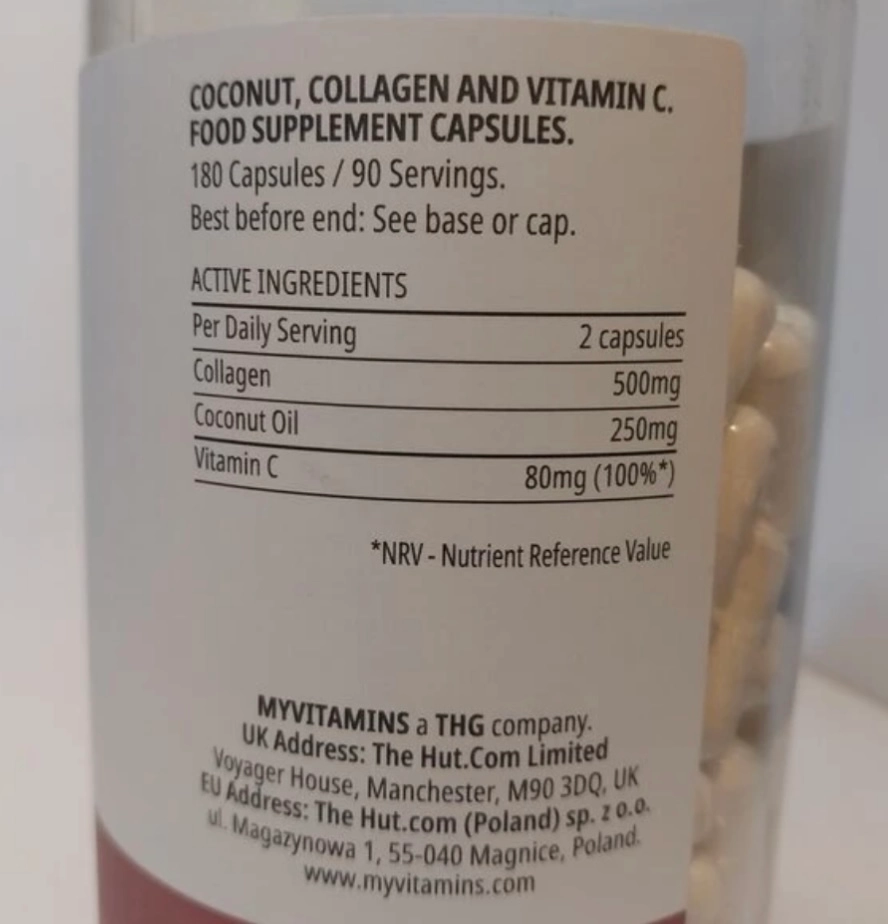 COCONUT, COLLAGEN AND VITAMIN C.
FOOD SUPPLEMENT CAPSULES.
180 Capsules / 90 Servings.
Best before end: See base or cap.
ACTIVE INGREDIENTS
Per Daily Serving 2 capsules
Collagen 500mg
Coconut Oil 250mg
Vitamin C 80mg (100%*)
*NRV - Nutrient Reference Value
MYVITAMINS a THG company.
UK Address: The Hut.Com Limited
Voyager House, Manchester, M90 3DQ, UK
EU Address: The Hut.com (Poland) sp. z o.o.
ul. Magazynowa 1, 55-040 Magnice, Poland.
www.myvitamins.com